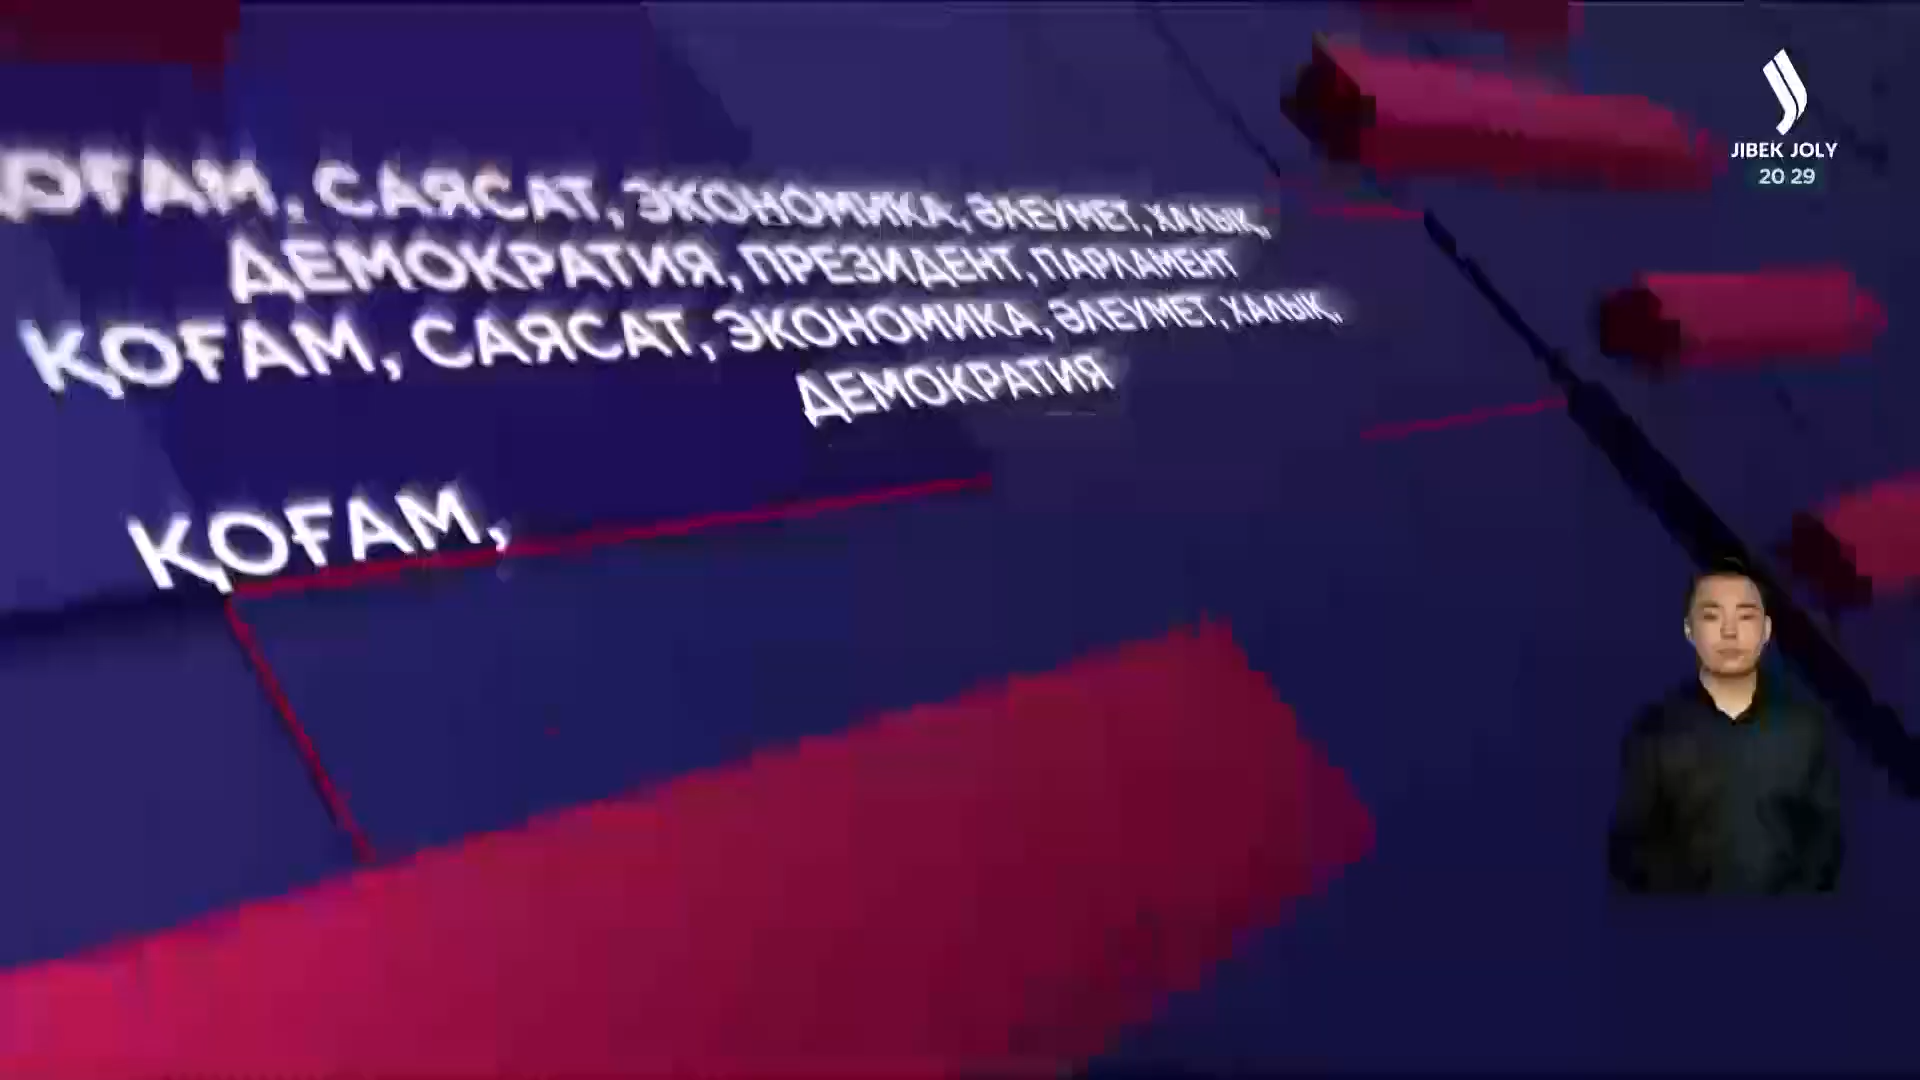 ҚОҒАМ, САЯСАТ, ЭКОНОМИКА, ӘЛЕУМЕТ, ХАЛЫҚ,
ДЕМОКРАТИЯ, ПРЕЗИДЕНТ, ПАРЛАМЕНТ
ҚОҒАМ, САЯСАТ, ЭКОНОМИКА, ӘЛЕУМЕТ, ХАЛЫҚ,
ДЕМОКРАТИЯ
ҚОҒАМ,
JIBEK JOLY
20 29